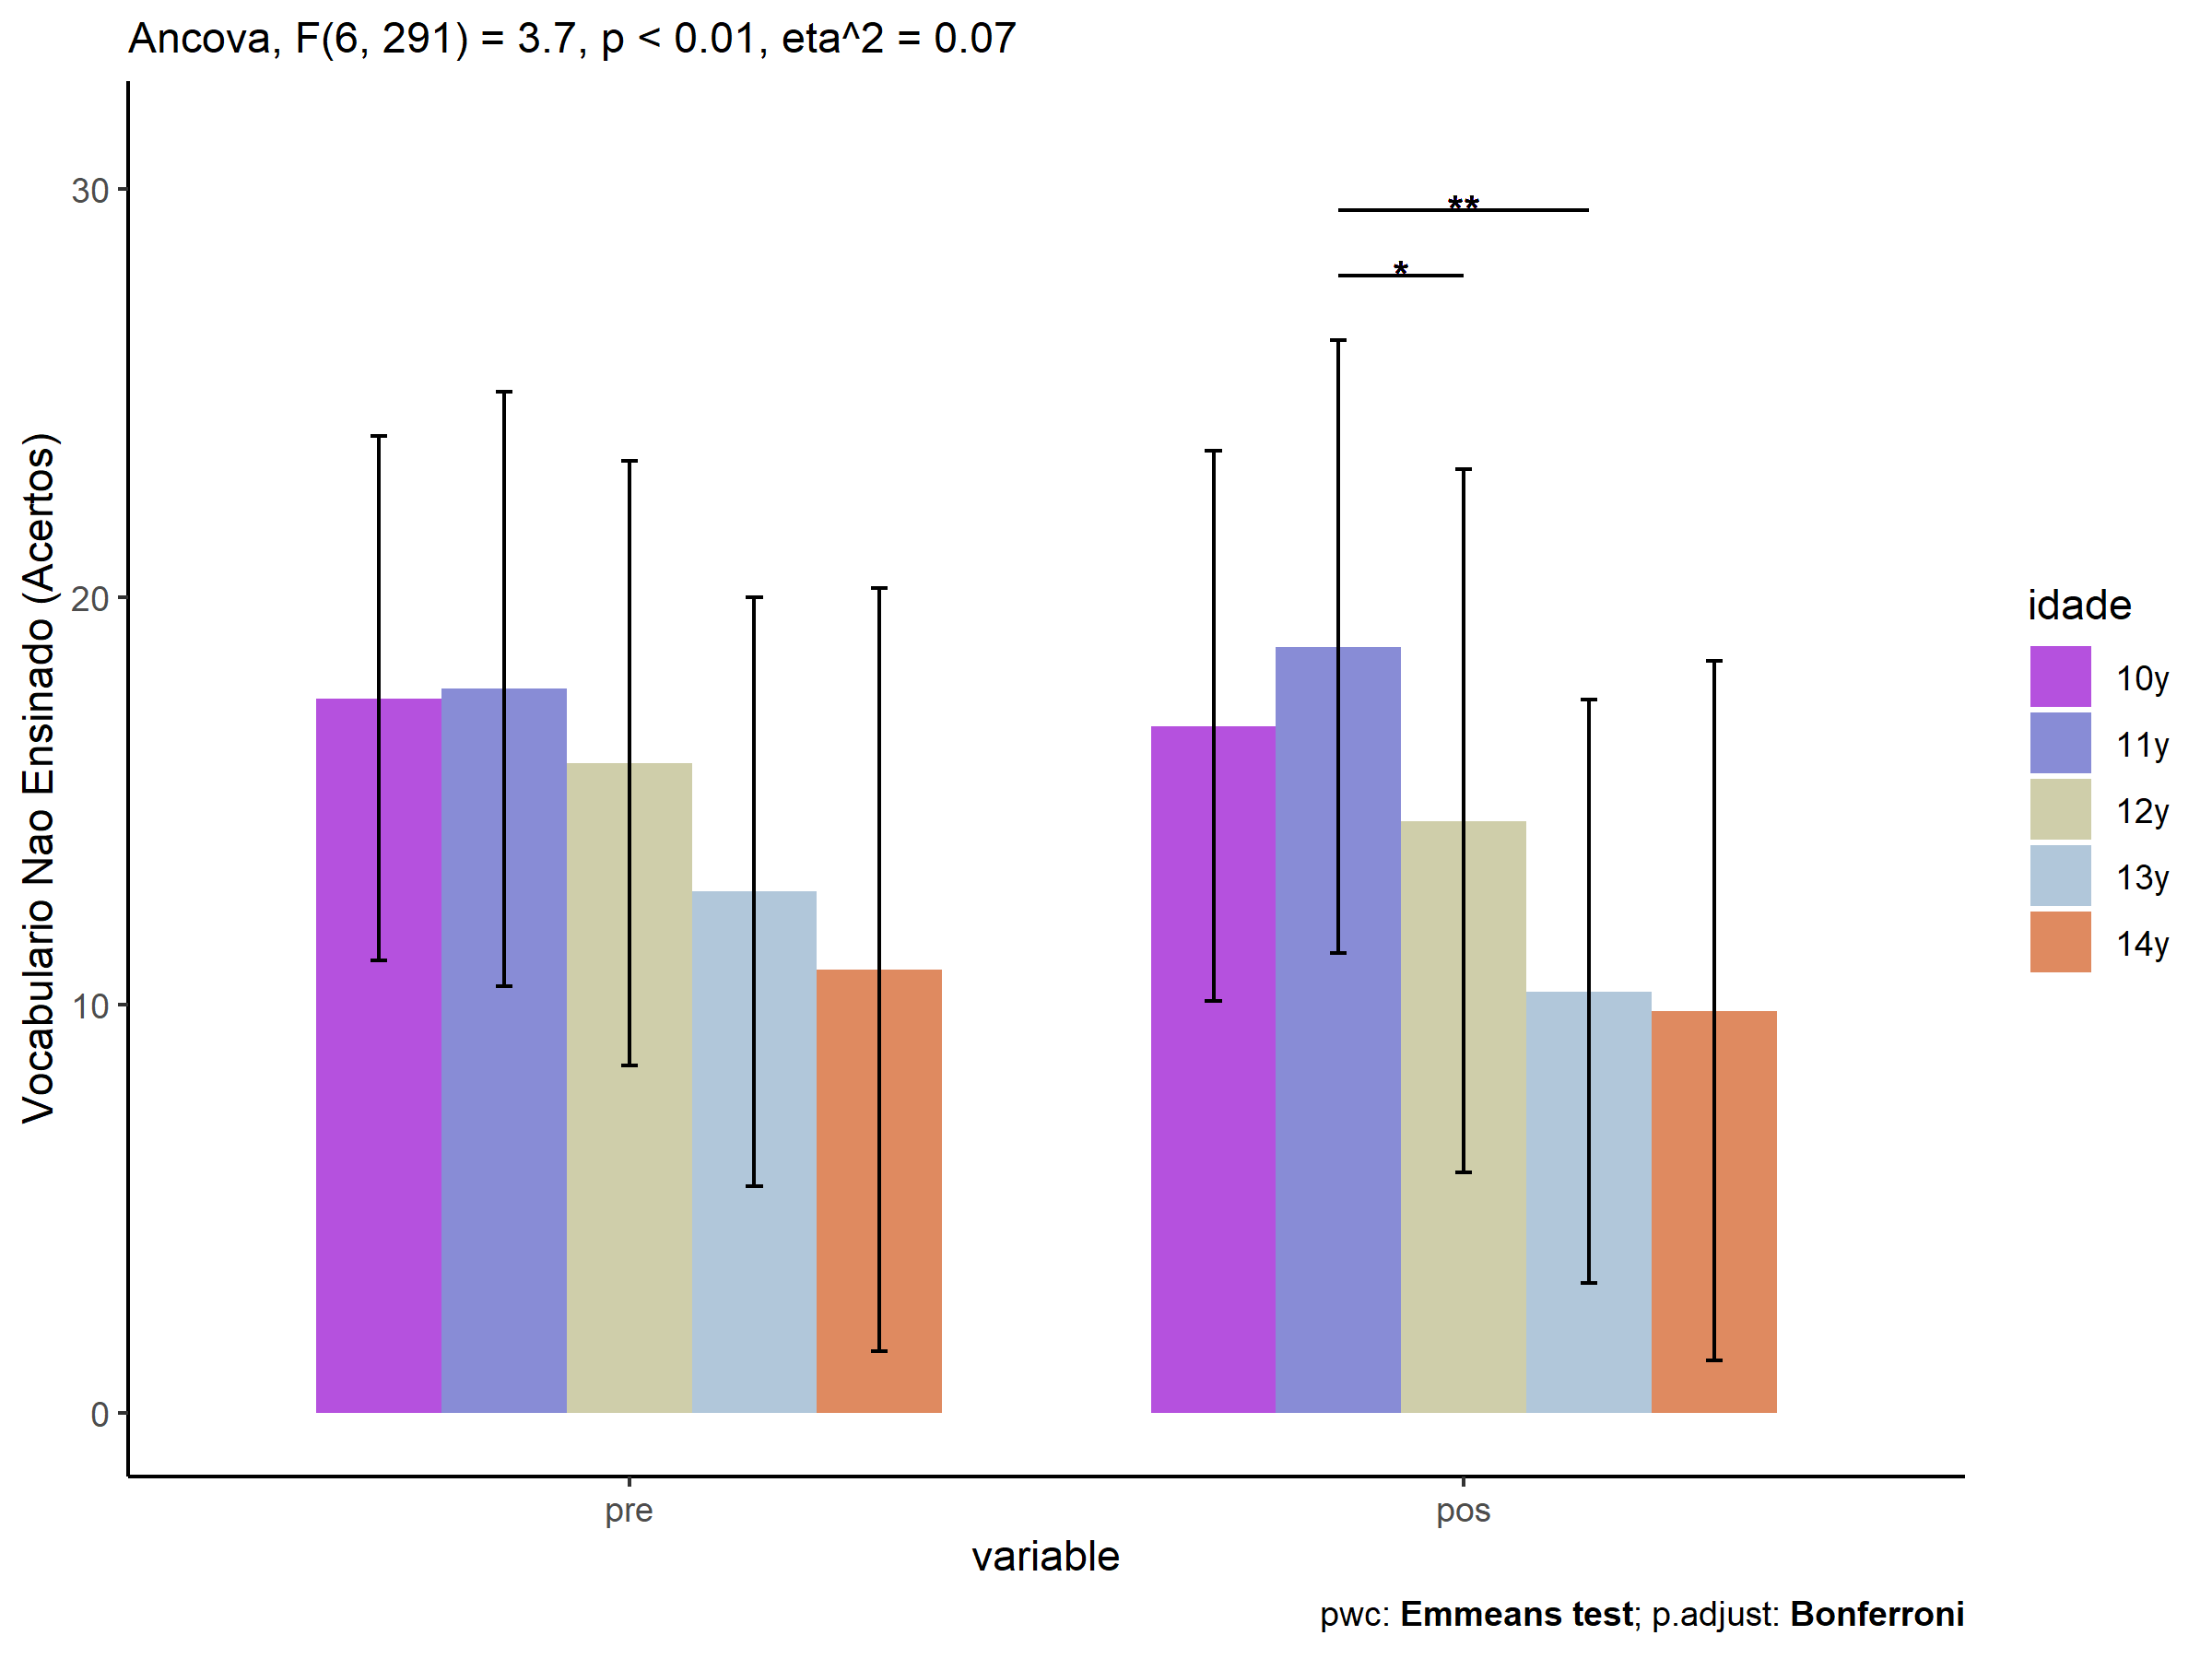 Ancova, F(6, 291) = 3.7, p < 0.01, eta^2 = 0.07
Vocabulario Nao Ensinado (Acertos)
30
20
10
0
**
*
pre
pos
variable
idade
10y
11y
12y
13y
14y
pwc: Emmeans test; p.adjust: Bonferroni